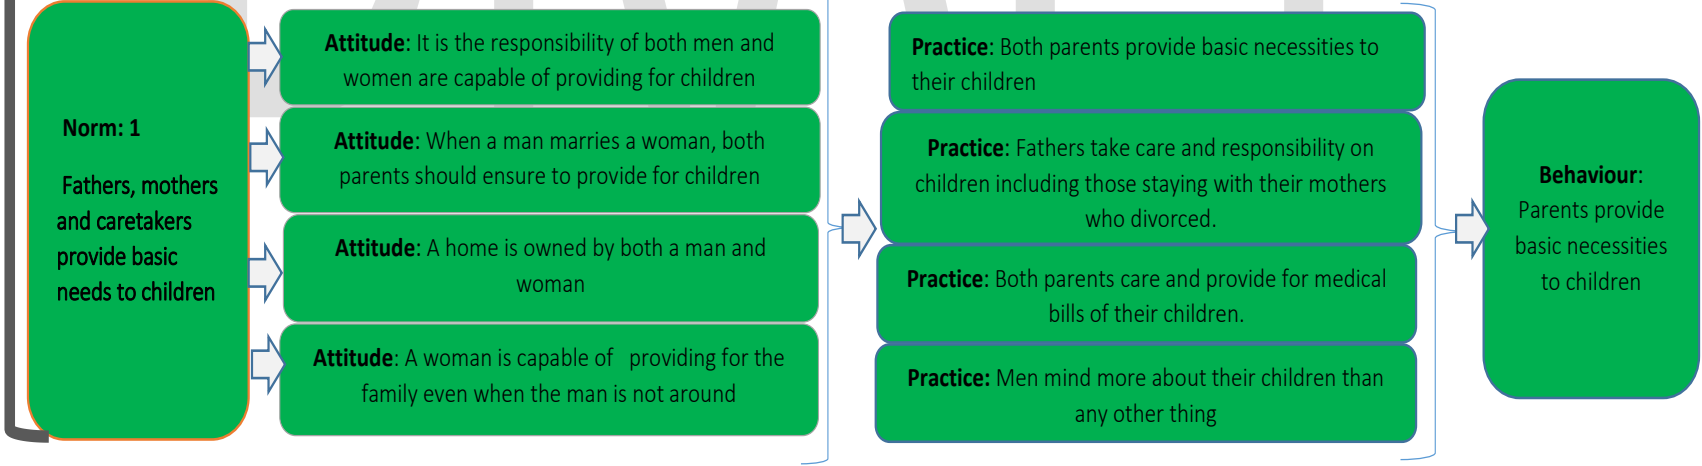 Norm: 1
Fathers, mothers
and caretakers
provide basic
needs to children
Attitude: It is the responsibility of both men and
women are capable of providing for children
Attitude: When a man marries a woman, both
parents should ensure to provide for children
Attitude: A home is owned by both a man and
woman
Attitude: A woman is capable of providing for the
family even when the man is not around
Practice: Both parents provide basic necessities to
their children
Practice: Fathers take care and responsibility on
children including those staying with their mothers
who divorced.
Practice: Both parents care and provide for medical
bills of their children.
Practice: Men mind more about their children than
any other thing
Behaviour:
Parents provide
basic necessities
to children